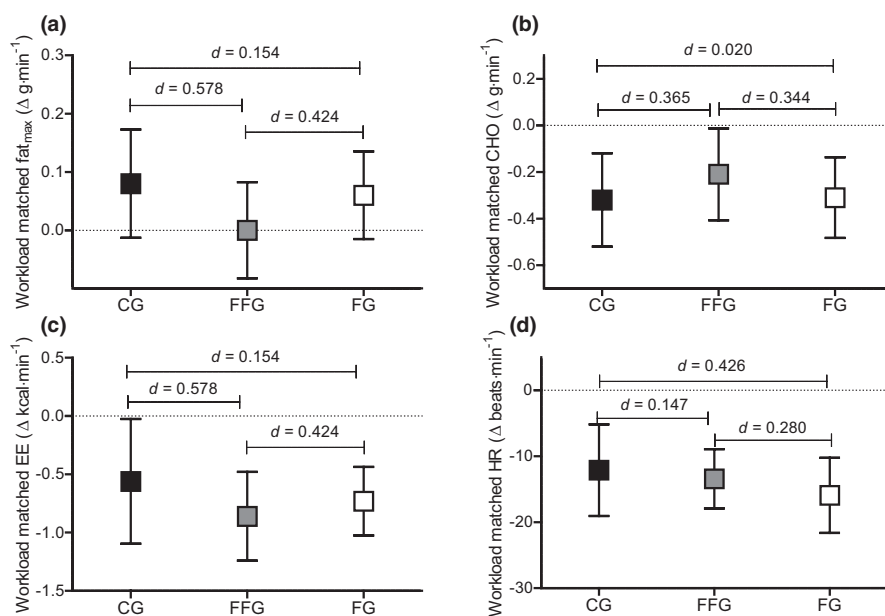 (a)
Workload matched fatmax (Δ g·min-1)
0.3
0.2
0.1
0.0
d = 0.154
d = 0.578
d = 0.424
CG FFG FG
(b)
Workload matched CHO (Δ g·min-1)
0.2
0.0
-0.2
-0.4
-0.6
d = 0.020
d = 0.365
d = 0.344
CG FFG FG
(c)
Workload matched EE (Δ kcal·min-1)
0.5
0.0
-0.5
-1.0
-1.5
d = 0.154
d = 0.578
d = 0.424
CG FFG FG
(d)
Workload matched HR (Δ beats·min-1)
0
-10
-20
-30
d = 0.426
d = 0.147
d = 0.280
CG FFG FG